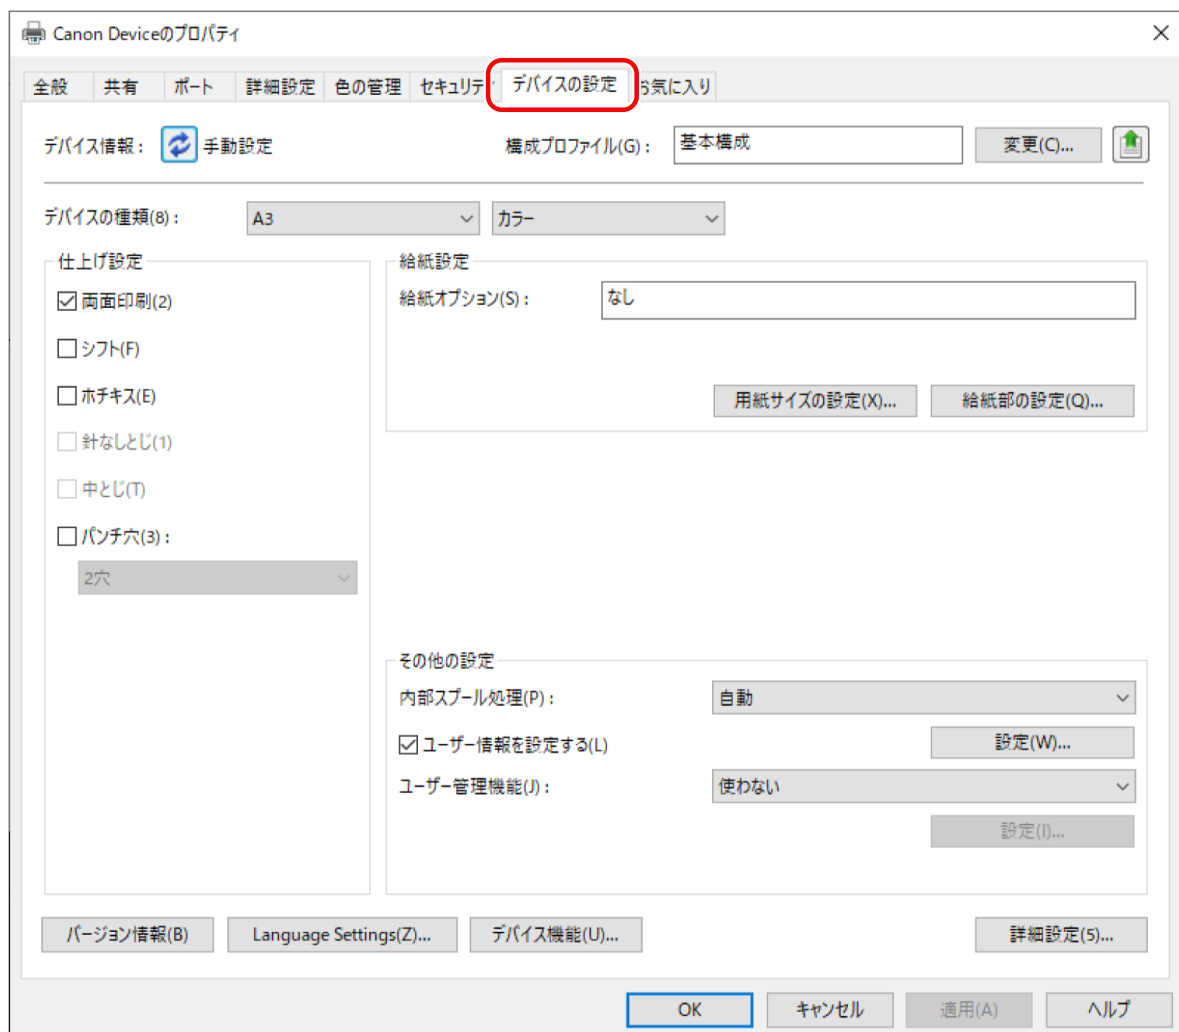 Canon Deviceのプロパティ
全般 共有 ポート 詳細設定 色の管理 セキュリテ デバイスの設定 お気に入り
デバイス情報： 手動設定 構成プロファイル(G)： 基本構成 変更(C)...
デバイスの種類(8)： A3 カラー
仕上げ設定
両面印刷(2)
シフト(F)
ホチキス(E)
針なしとじ(1)
中とじ(T)
パンチ穴(3)：
2穴
給紙設定
給紙オプション(S)： なし
用紙サイズの設定(X)... 給紙部の設定(Q)...
その他の設定
内部スプール処理(P)： 自動
ユーザー情報を設定する(L) 設定(W)...
ユーザー管理機能(J)： 使わない
設定(I)...
バージョン情報(B) Language Settings(Z)... デバイス機能(U)... 詳細設定(5)...
OK キャンセル 適用(A) ヘルプ